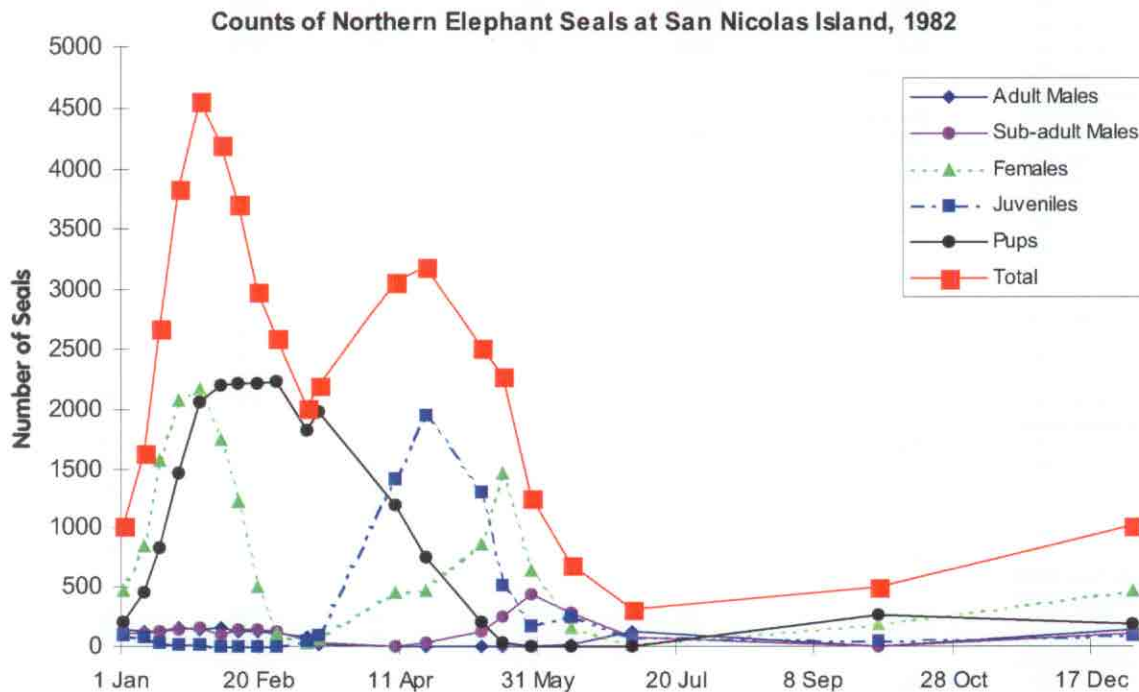 Counts of Northern Elephant Seals at San Nicolas Island, 1982
Number of Seals
5000
4500
4000
3500
3000
2500
2000
1500
1000
500
0
1 Jan 20 Feb 11 Apr 31 May 20 Jul 8 Sep 28 Oct 17 Dec
Adult Males
Sub-adult Males
Females
Juveniles
Pups
Total